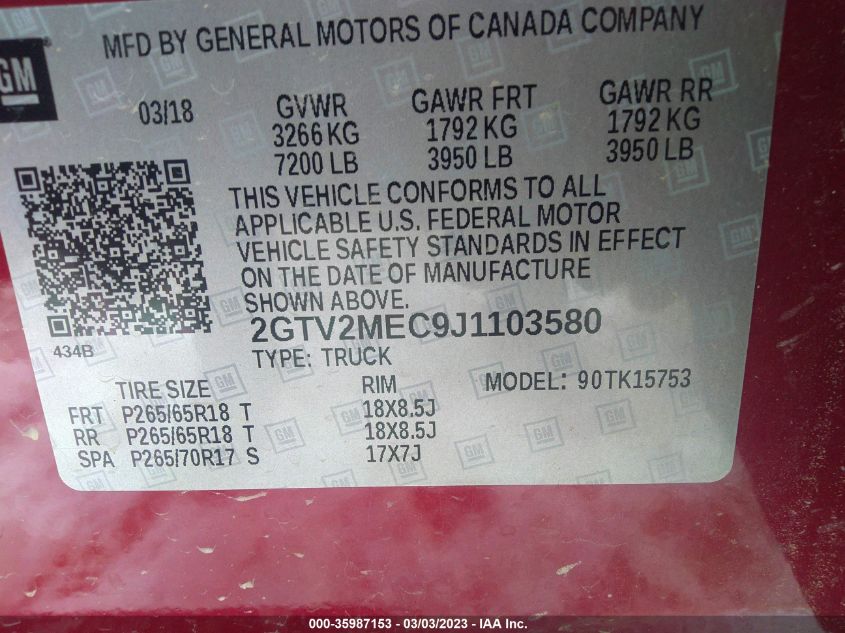 MFD BY GENERAL MOTORS OF CANADA COMPANY
GM
03/18 GVWR GAWR FRT GAWR RR
3266 KG 1792 KG 1792 KG
7200 LB 3950 LB 3950 LB
THIS VEHICLE CONFORMS TO ALL
APPLICABLE U.S. FEDERAL MOTOR
VEHICLE SAFETY STANDARDS IN EFFECT
ON THE DATE OF MANUFACTURE
SHOWN ABOVE.
2GTV2MEC9J1103580
434B
TYPE: TRUCK
TIRE SIZE RIM MODEL: 90TK15753
FRT P265/65R18 T 18X8.5J
RR P265/65R18 T 18X8.5J
SPA P265/70R17 S 17X7J
000-35987153 — 03/03/2023 — IAA Inc.